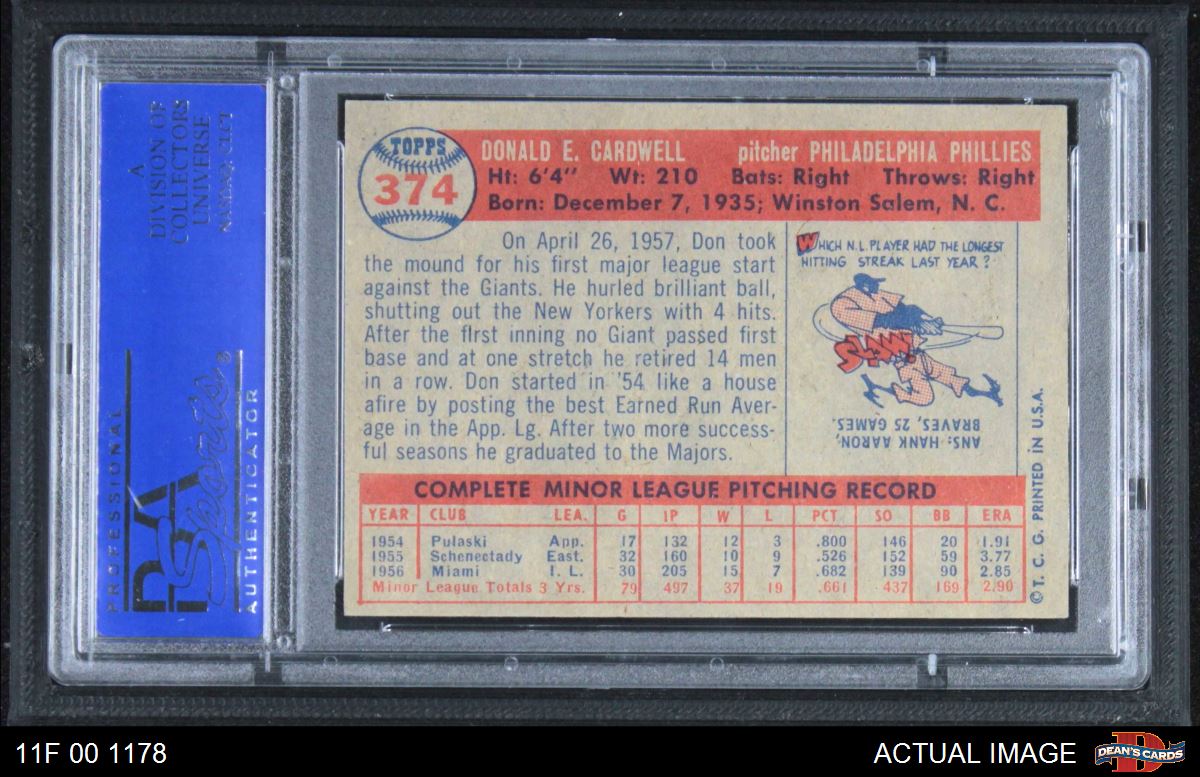 A
DIVISION OF
COLLECTORS
UNIVERSE
NASDAQ: CLCT
PROFESSIONAL
PSA
Sports
AUTHENTICATOR
TOPPS
374
DONALD E. CARDWELL pitcher PHILADELPHIA PHILLIES
Ht: 6'4" Wt: 210 Bats: Right Throws: Right
Born: December 7, 1935; Winston Salem, N. C.
On April 26, 1957, Don took
the mound for his first major league start
against the Giants. He hurled brilliant ball,
shutting out the New Yorkers with 4 hits.
After the first inning no Giant passed first
base and at one stretch he retired 14 men
in a row. Don started in '54 like a house
afire by posting the best Earned Run Aver-
age in the App. Lg. After two more success-
ful seasons he graduated to the Majors.
WHICH N.L. PLAYER HAD THE LONGEST
HITTING STREAK LAST YEAR?
SLAM!
ANS: HANK AARON,
BRAVES, 25 GAMES.
COMPLETE MINOR LEAGUE PITCHING RECORD
YEAR CLUB LEA. G IP W L PCT SO BB ERA
1954 Pulaski App. 17 132 12 3 .800 146 20 1.91
1955 Schenectady East. 32 160 10 9 .526 152 59 3.77
1956 Miami I. L. 30 205 15 7 .682 139 90 2.85
Minor League Totals 3 Yrs. 79 497 37 19 .661 437 169 2.90
© T. C. G. PRINTED IN U.S.A.
11F 00 1178
ACTUAL IMAGE
DEAN'S CARDS